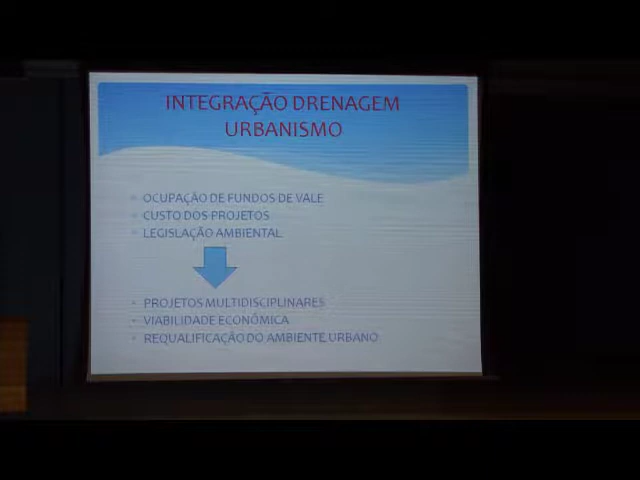 INTEGRAÇÃO DRENAGEM
URBANISMO
OCUPAÇÃO DE FUNDOS DE VALE
CUSTO DOS PROJETOS
LEGISLAÇÃO AMBIENTAL
PROJETOS MULTIDISCIPLINARES
VIABILIDADE ECONÔMICA
REQUALIFICAÇÃO DO AMBIENTE URBANO